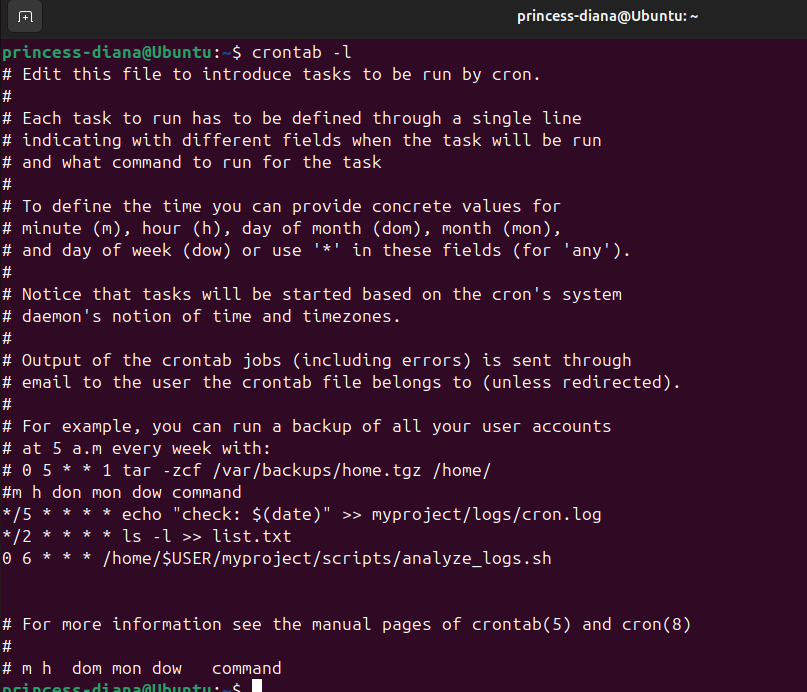 princess-diana@Ubuntu: ~
princess-diana@Ubuntu:~$ crontab -l
# Edit this file to introduce tasks to be run by cron.
#
# Each task to run has to be defined through a single line
# indicating with different fields when the task will be run
# and what command to run for the task
#
# To define the time you can provide concrete values for
# minute (m), hour (h), day of month (dom), month (mon),
# and day of week (dow) or use '*' in these fields (for 'any').
#
# Notice that tasks will be started based on the cron's system
# daemon's notion of time and timezones.
#
# Output of the crontab jobs (including errors) is sent through
# email to the user the crontab file belongs to (unless redirected).
#
# For example, you can run a backup of all your user accounts
# at 5 a.m every week with:
# 0 5 * * 1 tar -zcf /var/backups/home.tgz /home/
#m h don mon dow command
*/5 * * * * echo "check: $(date)" >> myproject/logs/cron.log
*/2 * * * * ls -l >> list.txt
0 6 * * * /home/$USER/myproject/scripts/analyze_logs.sh
# For more information see the manual pages of crontab(5) and cron(8)
#
# m h  dom mon dow   command
princess-diana@Ubuntu:~$